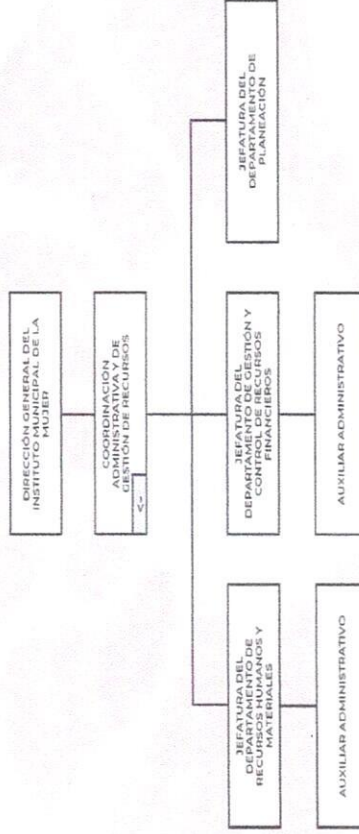 DIRECCIÓN GENERAL DEL
INSTITUTO MUNICIPAL DE LA
MUJER
COORDINACIÓN
ADMINISTRATIVA Y DE
GESTIÓN DE RECURSOS
<-
JEFATURA DEL
DEPARTAMENTO DE
RECURSOS HUMANOS Y
MATERIALES
JEFATURA DEL
DEPARTAMENTO DE GESTIÓN Y
CONTROL DE RECURSOS
FINANCIEROS
JEFATURA DEL
DEPARTAMENTO DE
PLANEACIÓN
AUXILIAR ADMINISTRATIVO
AUXILIAR ADMINISTRATIVO